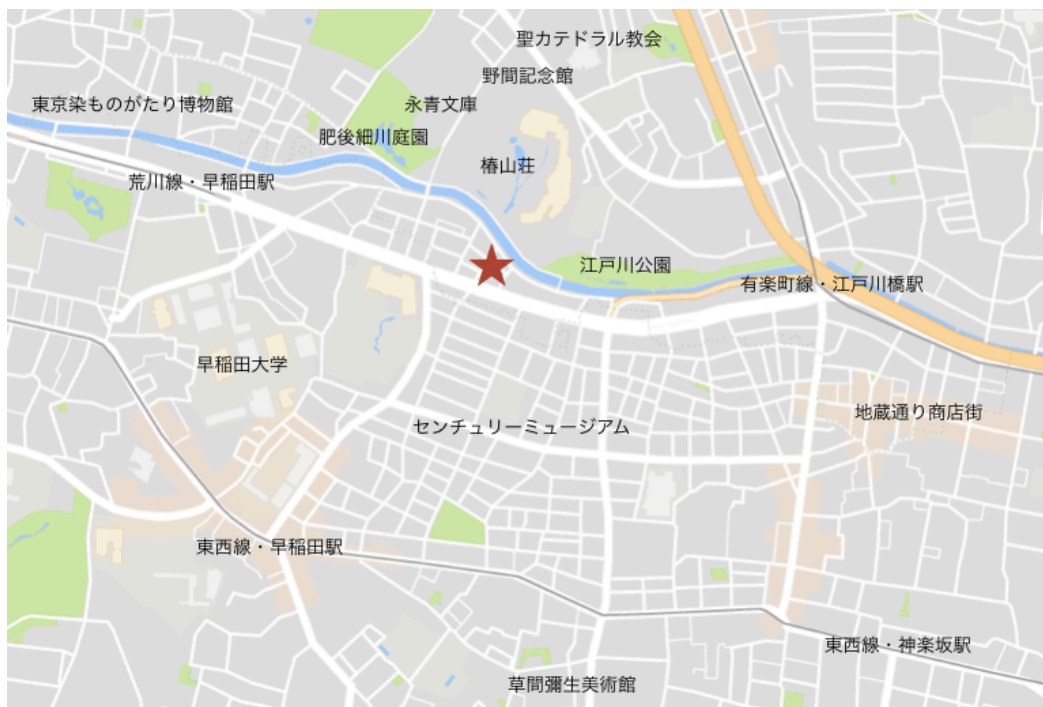 聖カテドラル教会
野間記念館
東京染ものがたり博物館
永青文庫
肥後細川庭園
椿山荘
荒川線・早稲田駅
江戸川公園
有楽町線・江戸川橋駅
早稲田大学
地蔵通り商店街
センチュリーミュージアム
東西線・早稲田駅
東西線・神楽坂駅
草間彌生美術館